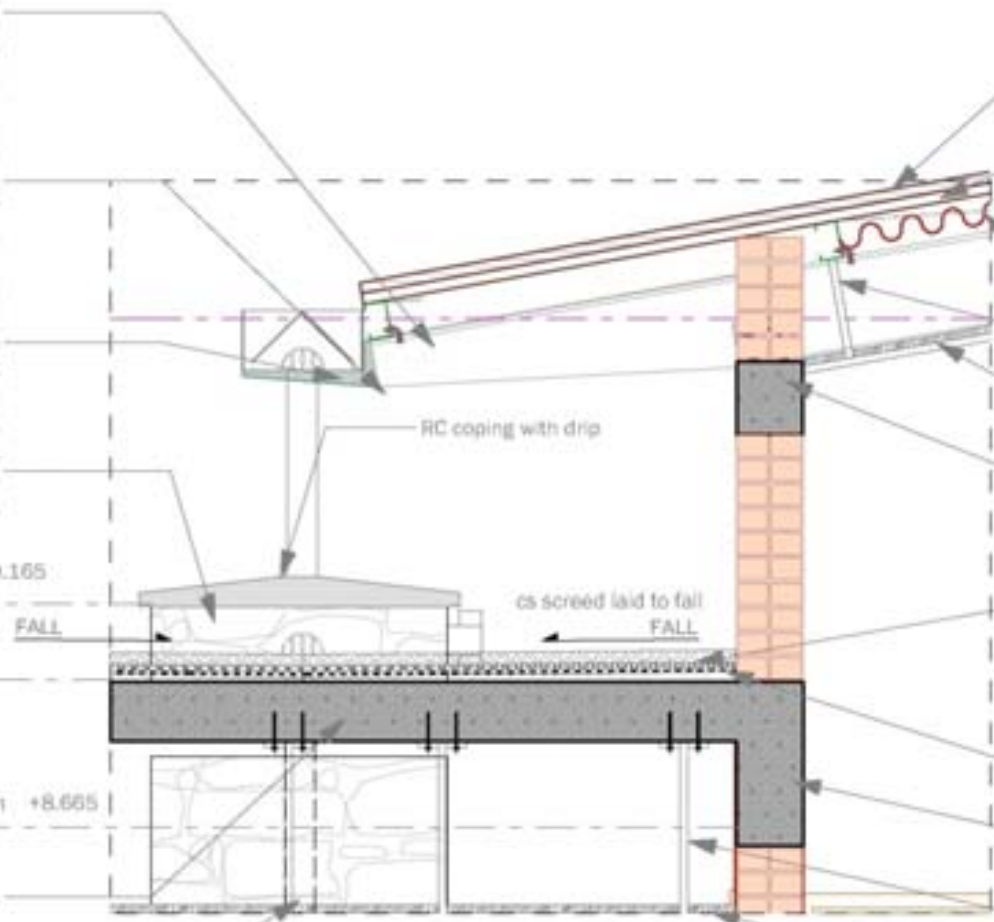 RC coping with drip
.165
cs screed laid to fall
FALL
FALL
+8.665